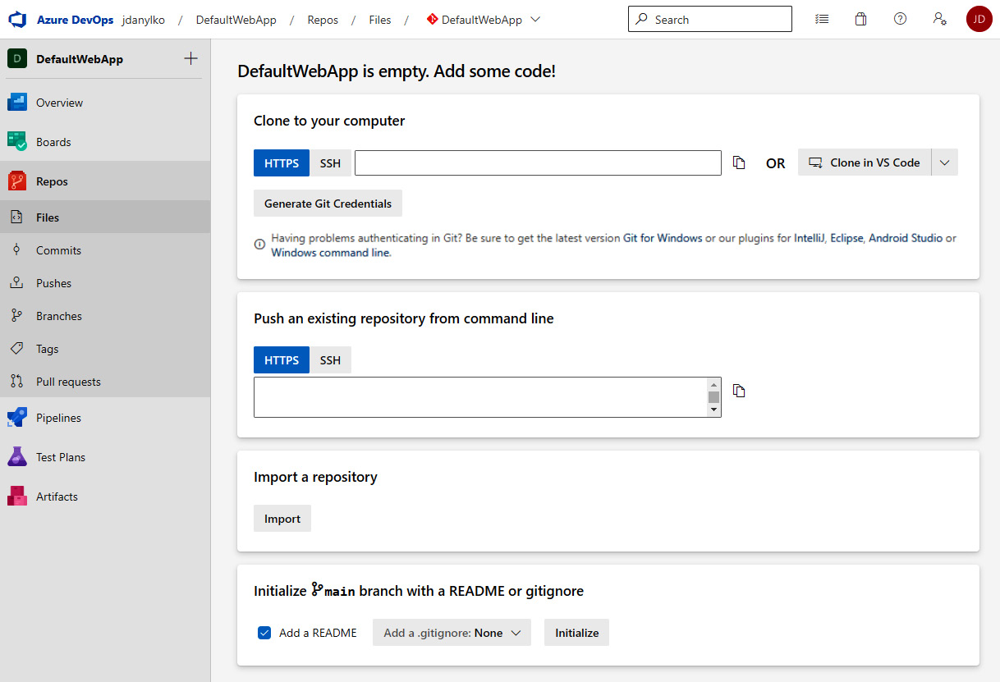 Azure DevOps jdanylko / DefaultWebApp / Repos / Files / DefaultWebApp Search JD
D DefaultWebApp
Overview
Boards
Repos
Files
Commits
Pushes
Branches
Tags
Pull requests
Pipelines
Test Plans
Artifacts
DefaultWebApp is empty. Add some code!
Clone to your computer
HTTPS SSH OR Clone in VS Code
Generate Git Credentials
Having problems authenticating in Git? Be sure to get the latest version Git for Windows or our plugins for IntelliJ, Eclipse, Android Studio or
Windows command line.
Push an existing repository from command line
HTTPS SSH
Import a repository
Import
Initialize main branch with a README or gitignore
Add a README Add a .gitignore: None Initialize